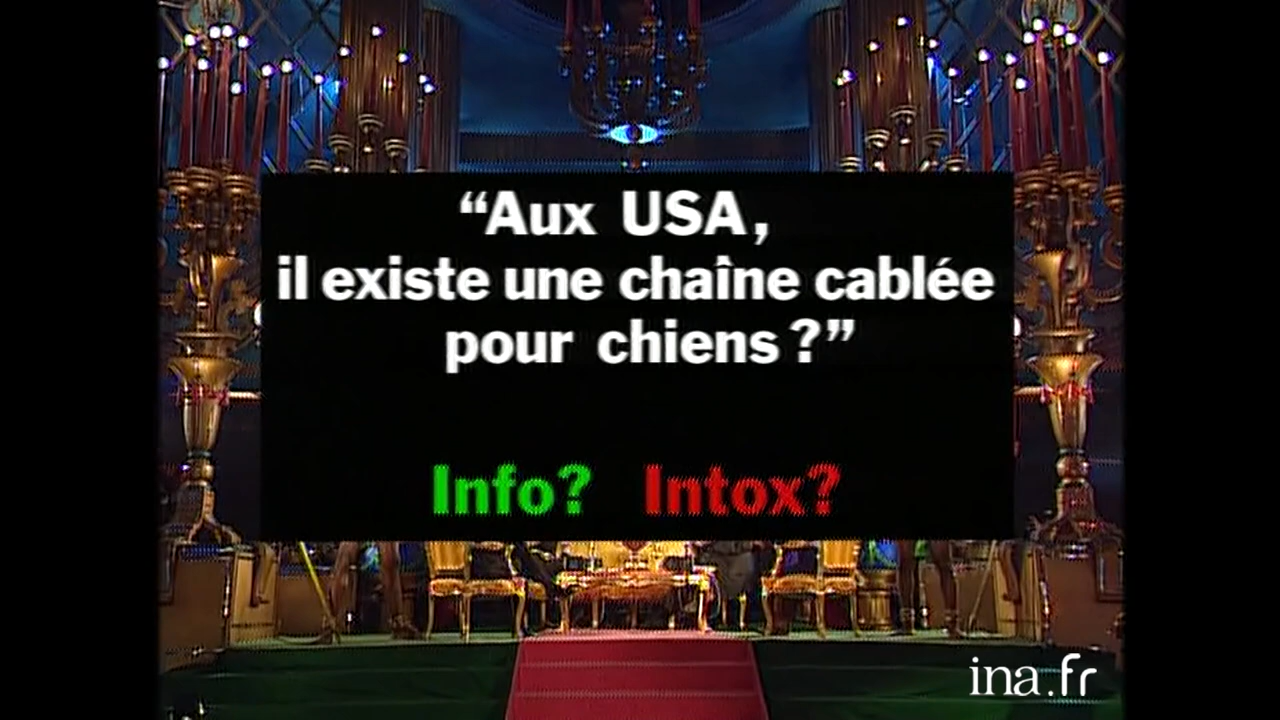 “Aux USA,
il existe une chaîne cablée
pour chiens ?”
Info? Intox?
ina.fr